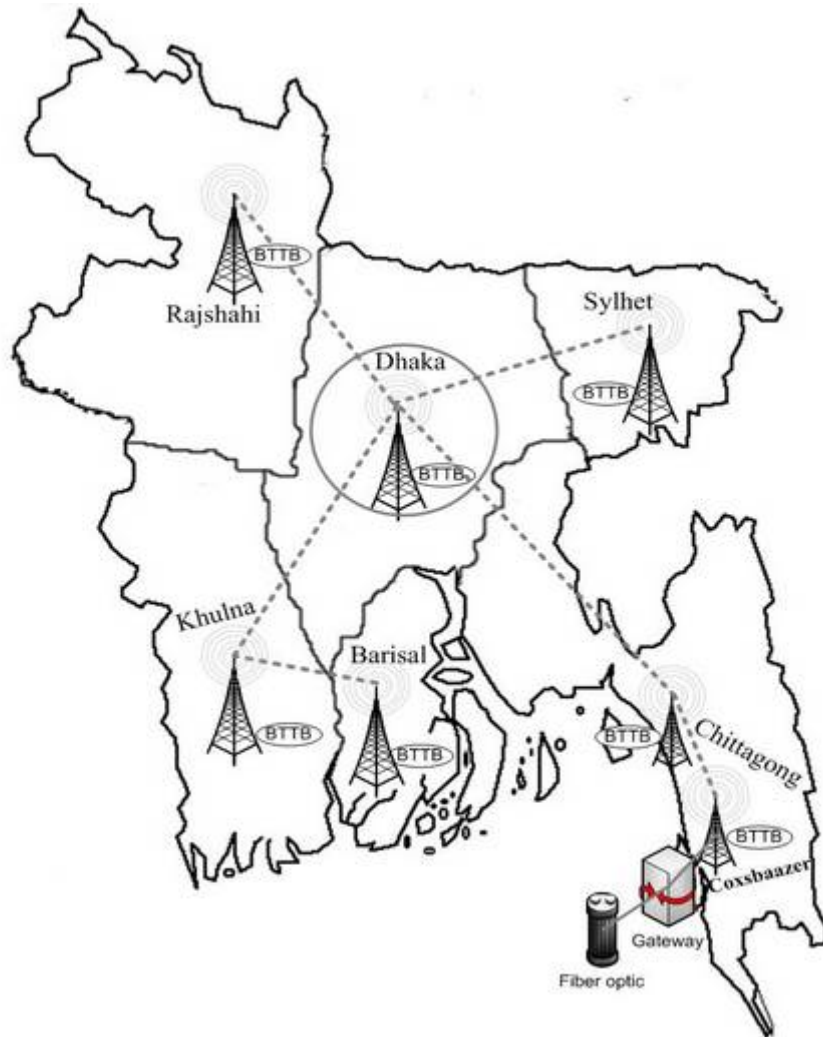 BTTB
Rajshahi
Sylhet
Dhaka
BTTB
BTTB
Khulna
Barisal
BTTB
BTTB
BTTB
Chittagong
BTTB
Coxsbaazer
Gateway
Fiber optic